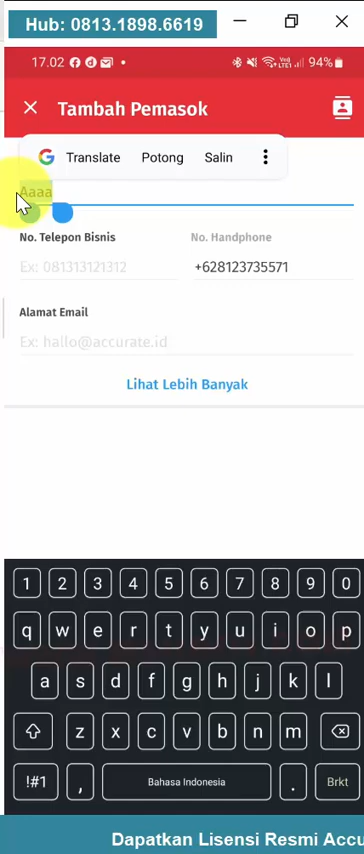 Hub: 0813.1898.6619
17.02 94%
Tambah Pemasok
Translate Potong Salin
Aaaa
No. Telepon Bisnis No. Handphone
Ex: 081313121312 +628123735571
Alamat Email
Ex: hallo@accurate.id
Lihat Lebih Banyak
1 2 3 4 5 6 7 8 9 0
q w e r t y u i o p
a s d f g h j k l
z x c v b n m
!#1 , Bahasa Indonesia . Brkt
Dapatkan Lisensi Resmi Accu